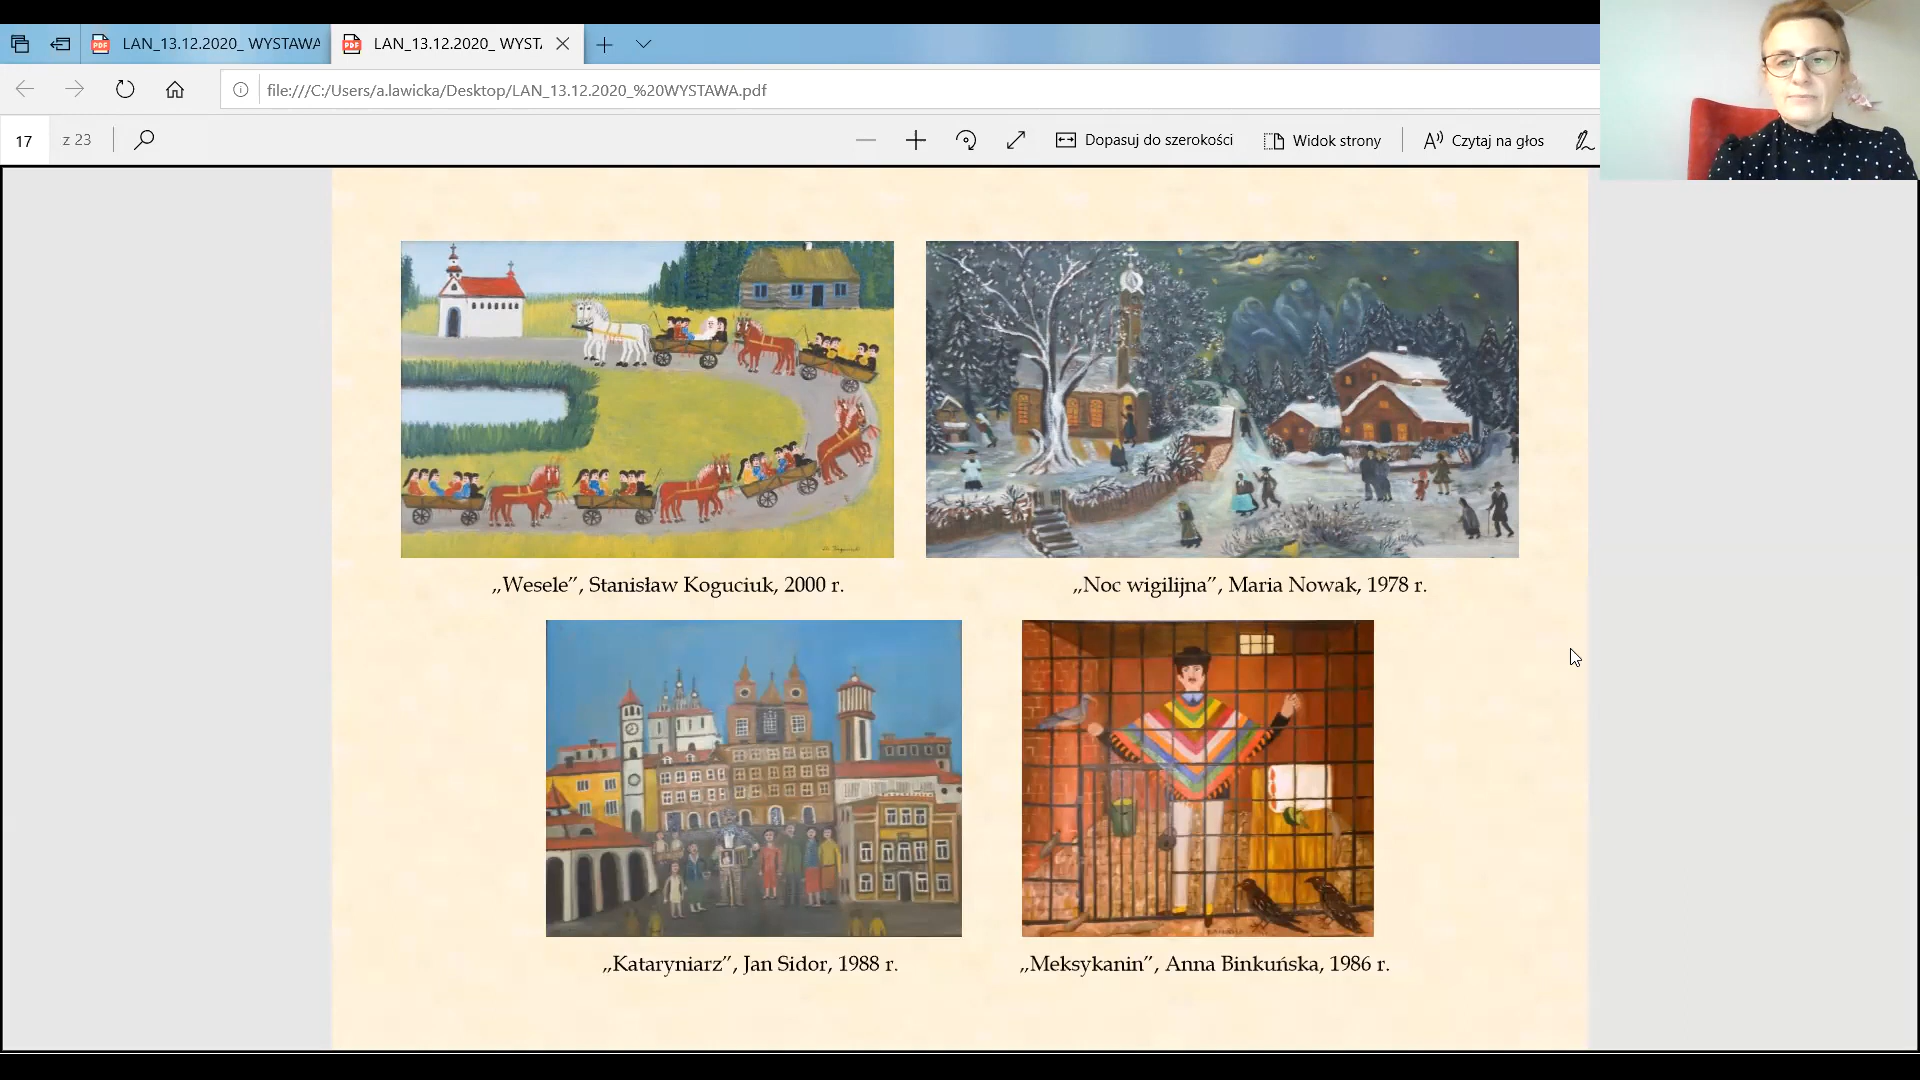 LAN_13.12.2020_ WYSTAWA
LAN_13.12.2020_ WYSTA
file:///C:/Users/a.lawicka/Desktop/LAN_13.12.2020_%20WYSTAWA.pdf
17 z 23
Dopasuj do szerokości
Widok strony
Czytaj na głos
„Wesele”, Stanisław Koguciuk, 2000 r.
„Noc wigilijna”, Maria Nowak, 1978 r.
„Kataryniarz”, Jan Sidor, 1988 r.
„Meksykanin”, Anna Binkuńska, 1986 r.